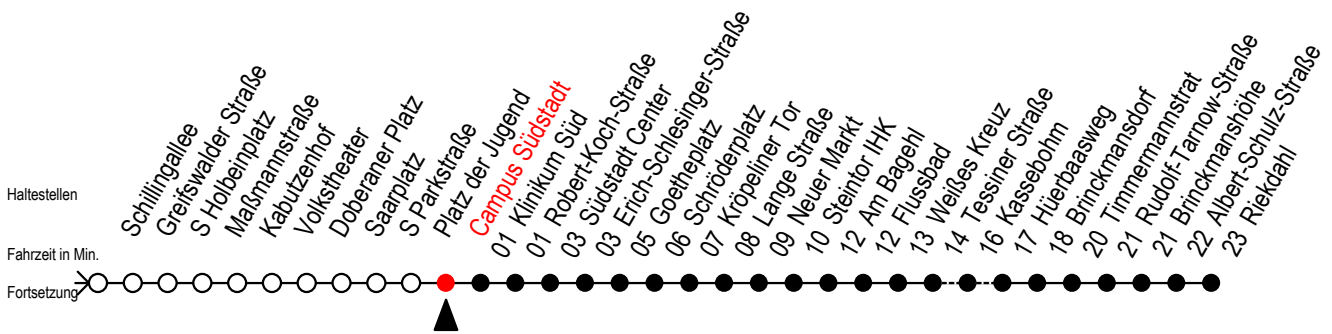 Haltestellen
Fahrzeit in Min.
Fortsetzung
Schillingallee
Greifswalder Straße
S Holbeinplatz
Maßmannstraße
Kabutzenhof
Volkstheater
Doberaner Platz
Saarplatz
S Parkstraße
Platz der Jugend
Campus Südstadt
01 Klinikum Süd
01 Robert-Koch-Straße
03 Südstadt Center
03 Erich-Schlesinger-Straße
05 Goetheplatz
06 Schröderplatz
07 Kröpeliner Tor
08 Lange Straße
09 Neuer Markt
10 Steintor IHK
12 Am Bagehl
12 Flussbad
13 Weißes Kreuz
14 Tessiner Straße
16 Kassebohm
17 Hüerbaasweg
18 Brinckmansdorf
20 Timmermannstrat
21 Rudolf-Tarnow-Straße
21 Brinckmanshöhe
22 Albert-Schulz-Straße
23 Riekdahl